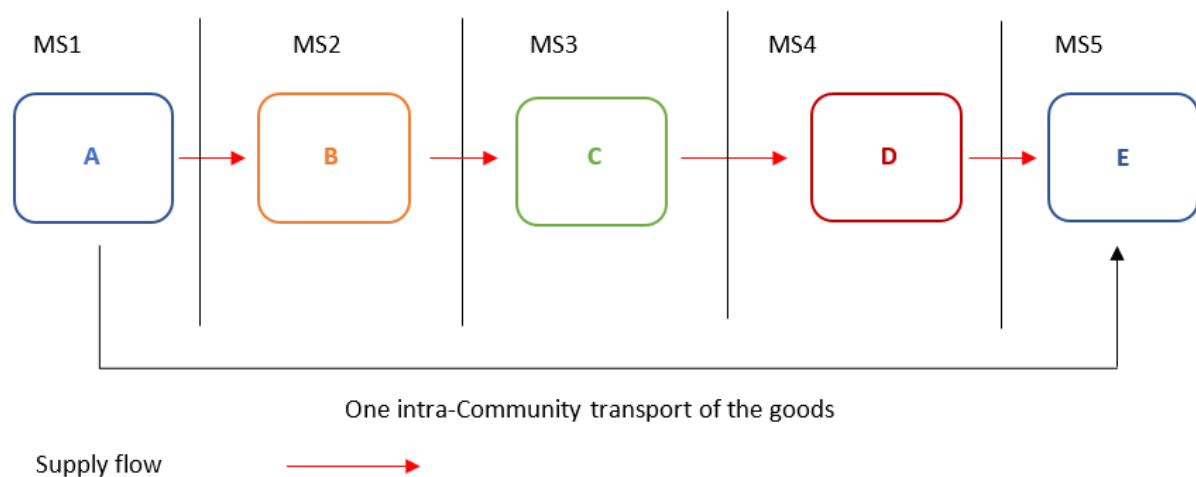 MS1 MS2 MS3 MS4 MS5
A B C D E
One intra-Community transport of the goods
Supply flow